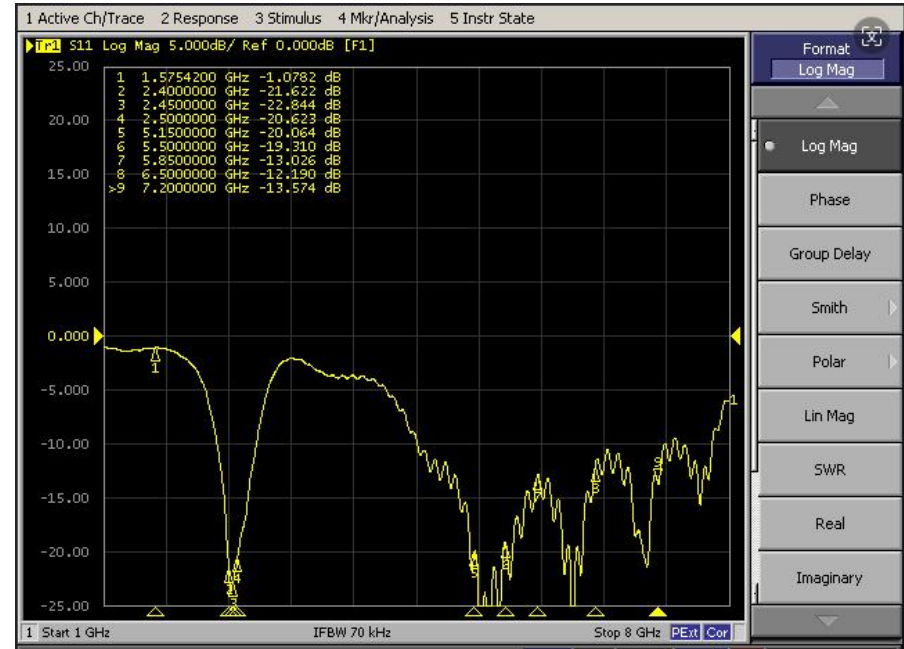 1 Active Ch/Trace 2 Response 3 Stimulus 4 Mkr/Analysis 5 Instr State
Tr1 S11 Log Mag 5.000dB/ Ref 0.000dB [F1]
25.00
1 1.5754200 GHz -1.0782 dB
2 2.4000000 GHz -21.622 dB
3 2.4500000 GHz -22.844 dB
4 2.5000000 GHz -20.623 dB
5 5.1500000 GHz -20.064 dB
6 5.5000000 GHz -19.310 dB
7 5.8500000 GHz -13.026 dB
8 6.5000000 GHz -12.190 dB
>9 7.2000000 GHz -13.574 dB
20.00
15.00
10.00
5.000
0.000
-5.000
-10.00
-15.00
-20.00
-25.00
1
1
4
3
5
7
8
1 Start 1 GHz
IFBW 70 kHz
Stop 8 GHz PExt Cor
Format
Log Mag
Log Mag
Phase
Group Delay
Smith
Polar
Lin Mag
SWR
Real
Imaginary